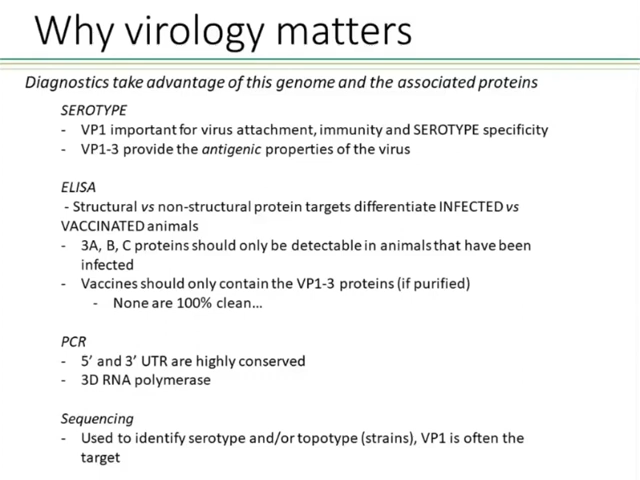 Why virology matters
Diagnostics take advantage of this genome and the associated proteins
SEROTYPE
- VP1 important for virus attachment, immunity and SEROTYPE specificity
- VP1-3 provide the antigenic properties of the virus
ELISA
- Structural vs non-structural protein targets differentiate INFECTED vs
VACCINATED animals
- 3A, B, C proteins should only be detectable in animals that have been
infected
- Vaccines should only contain the VP1-3 proteins (if purified)
- None are 100% clean…
PCR
- 5’ and 3’ UTR are highly conserved
- 3D RNA polymerase
Sequencing
- Used to identify serotype and/or topotype (strains), VP1 is often the
target